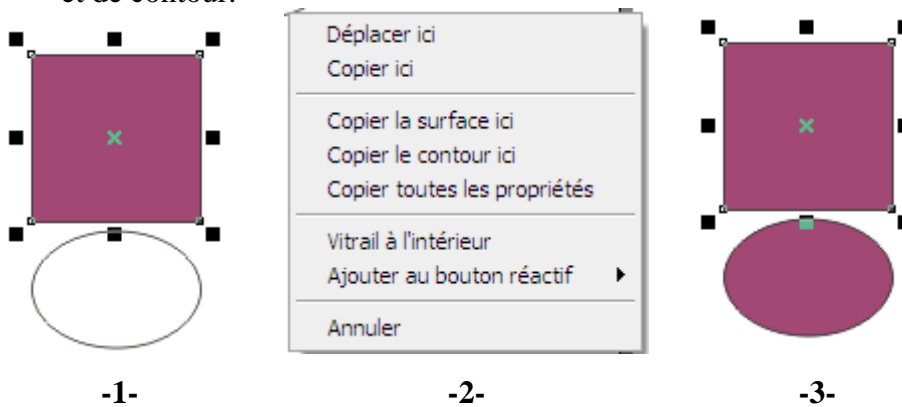 et de contour.
Déplacer ici
Copier ici
Copier la surface ici
Copier le contour ici
Copier toutes les propriétés
Vitrail à l'intérieur
Ajouter au bouton réactif
Annuler
-1- -2- -3-